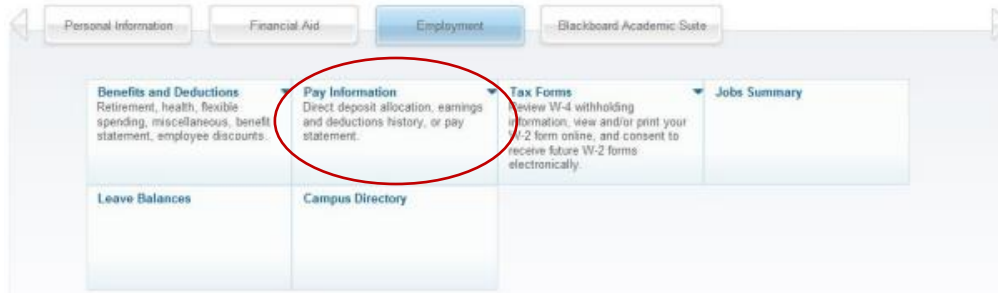 Personal Information
Financial Aid
Employment
Blackboard Academic Suite
Benefits and Deductions
Retirement, health, flexible
spending, miscellaneous, benefit
statement, employee discounts.
Pay Information
Direct deposit allocation, earnings
and deductions history, or pay
statement.
Tax Forms
Review W-4 withholding
information, view and/or print your
W-2 form online, and consent to
receive future W-2 forms
electronically.
Jobs Summary
Leave Balances
Campus Directory